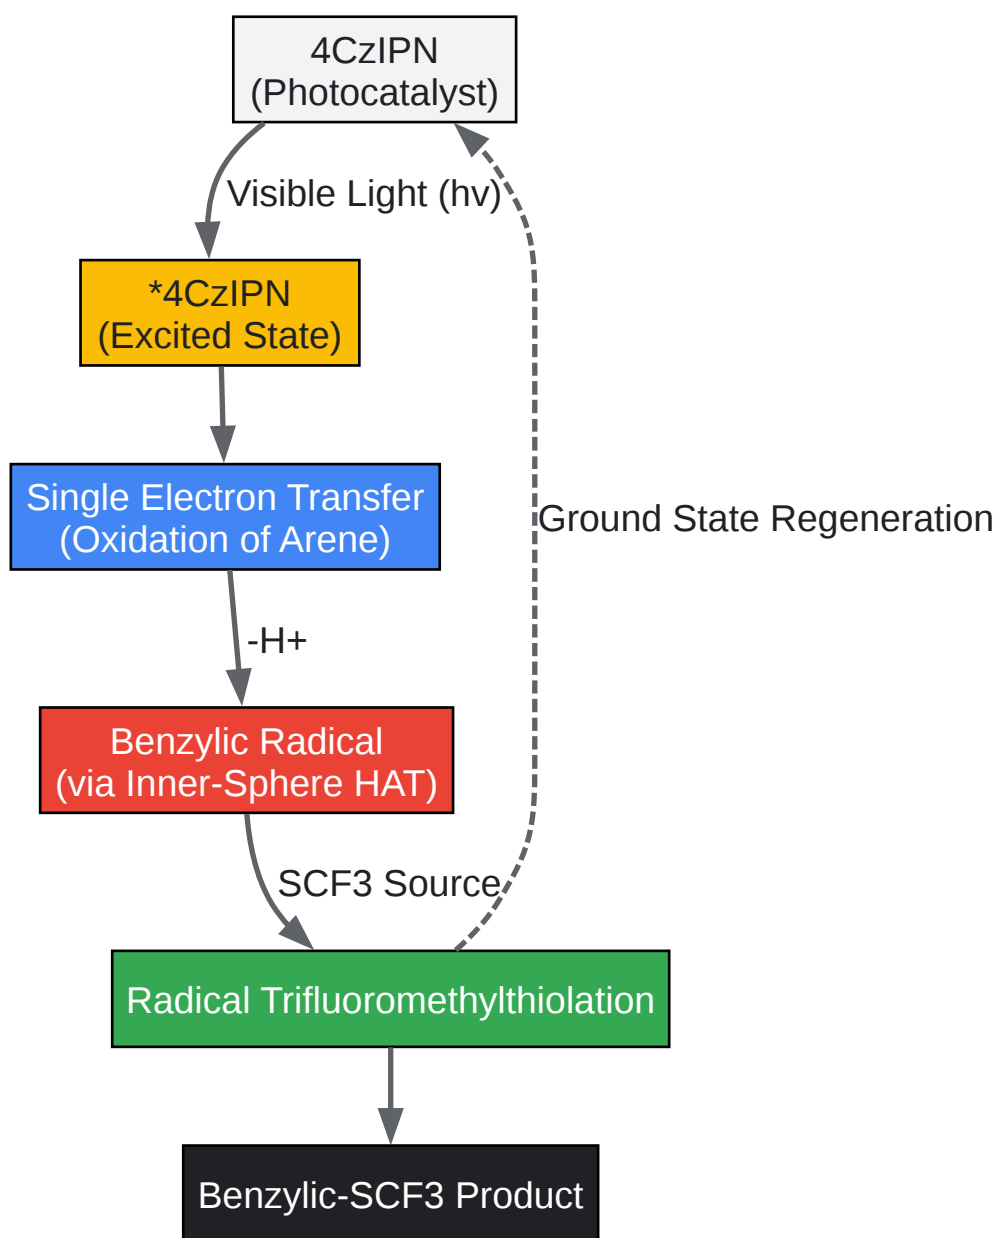 4CzIPN
(Photocatalyst)
Visible Light (hv)
*4CzIPN
(Excited State)
Single Electron Transfer
(Oxidation of Arene)
Ground State Regeneration
-H+
Benzylic Radical
(via Inner-Sphere HAT)
SCF3 Source
Radical Trifluoromethylthiolation
Benzylic-SCF3 Product